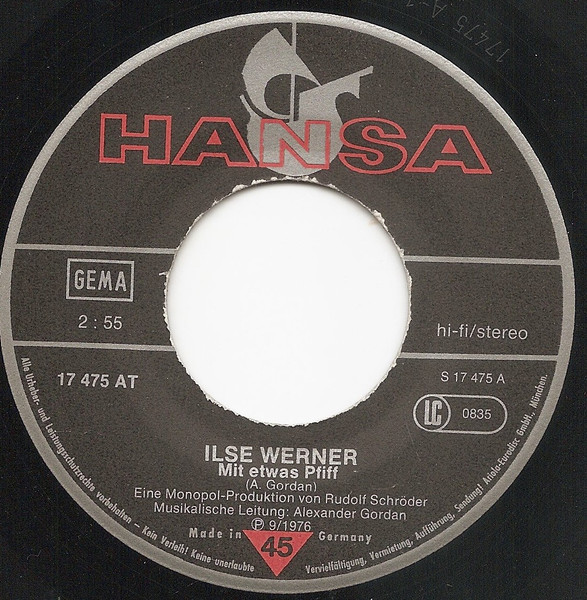 17475 A-1
HANSA
GEMA
2 : 55
hi-fi/stereo
17 475 AT
S 17 475 A
LC 0835
ILSE WERNER
Mit etwas Pfiff
(A. Gordan)
Eine Monopol-Produktion von Rudolf Schröder
Musikalische Leitung: Alexander Gordan
Ⓟ 9/1976
Made in Germany
45
Alle Urheber- und Leistungsschutzrechte vorbehalten – Kein Verleih! Keine unerlaubte Vervielfältigung, Vermietung, Aufführung, Sendung! Ariola-Eurodisc GmbH., München.